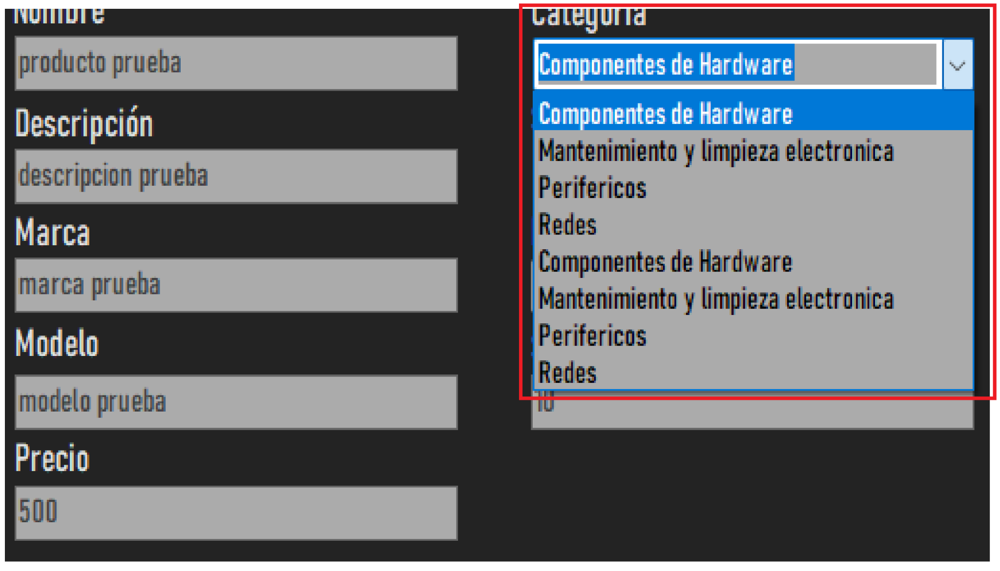 Nombre
producto prueba
Descripción
descripcion prueba
Marca
marca prueba
Modelo
modelo prueba
Precio
500
Categoría
Componentes de Hardware
Componentes de Hardware
Mantenimiento y limpieza electronica
Perifericos
Redes
Componentes de Hardware
Mantenimiento y limpieza electronica
Perifericos
Redes
10